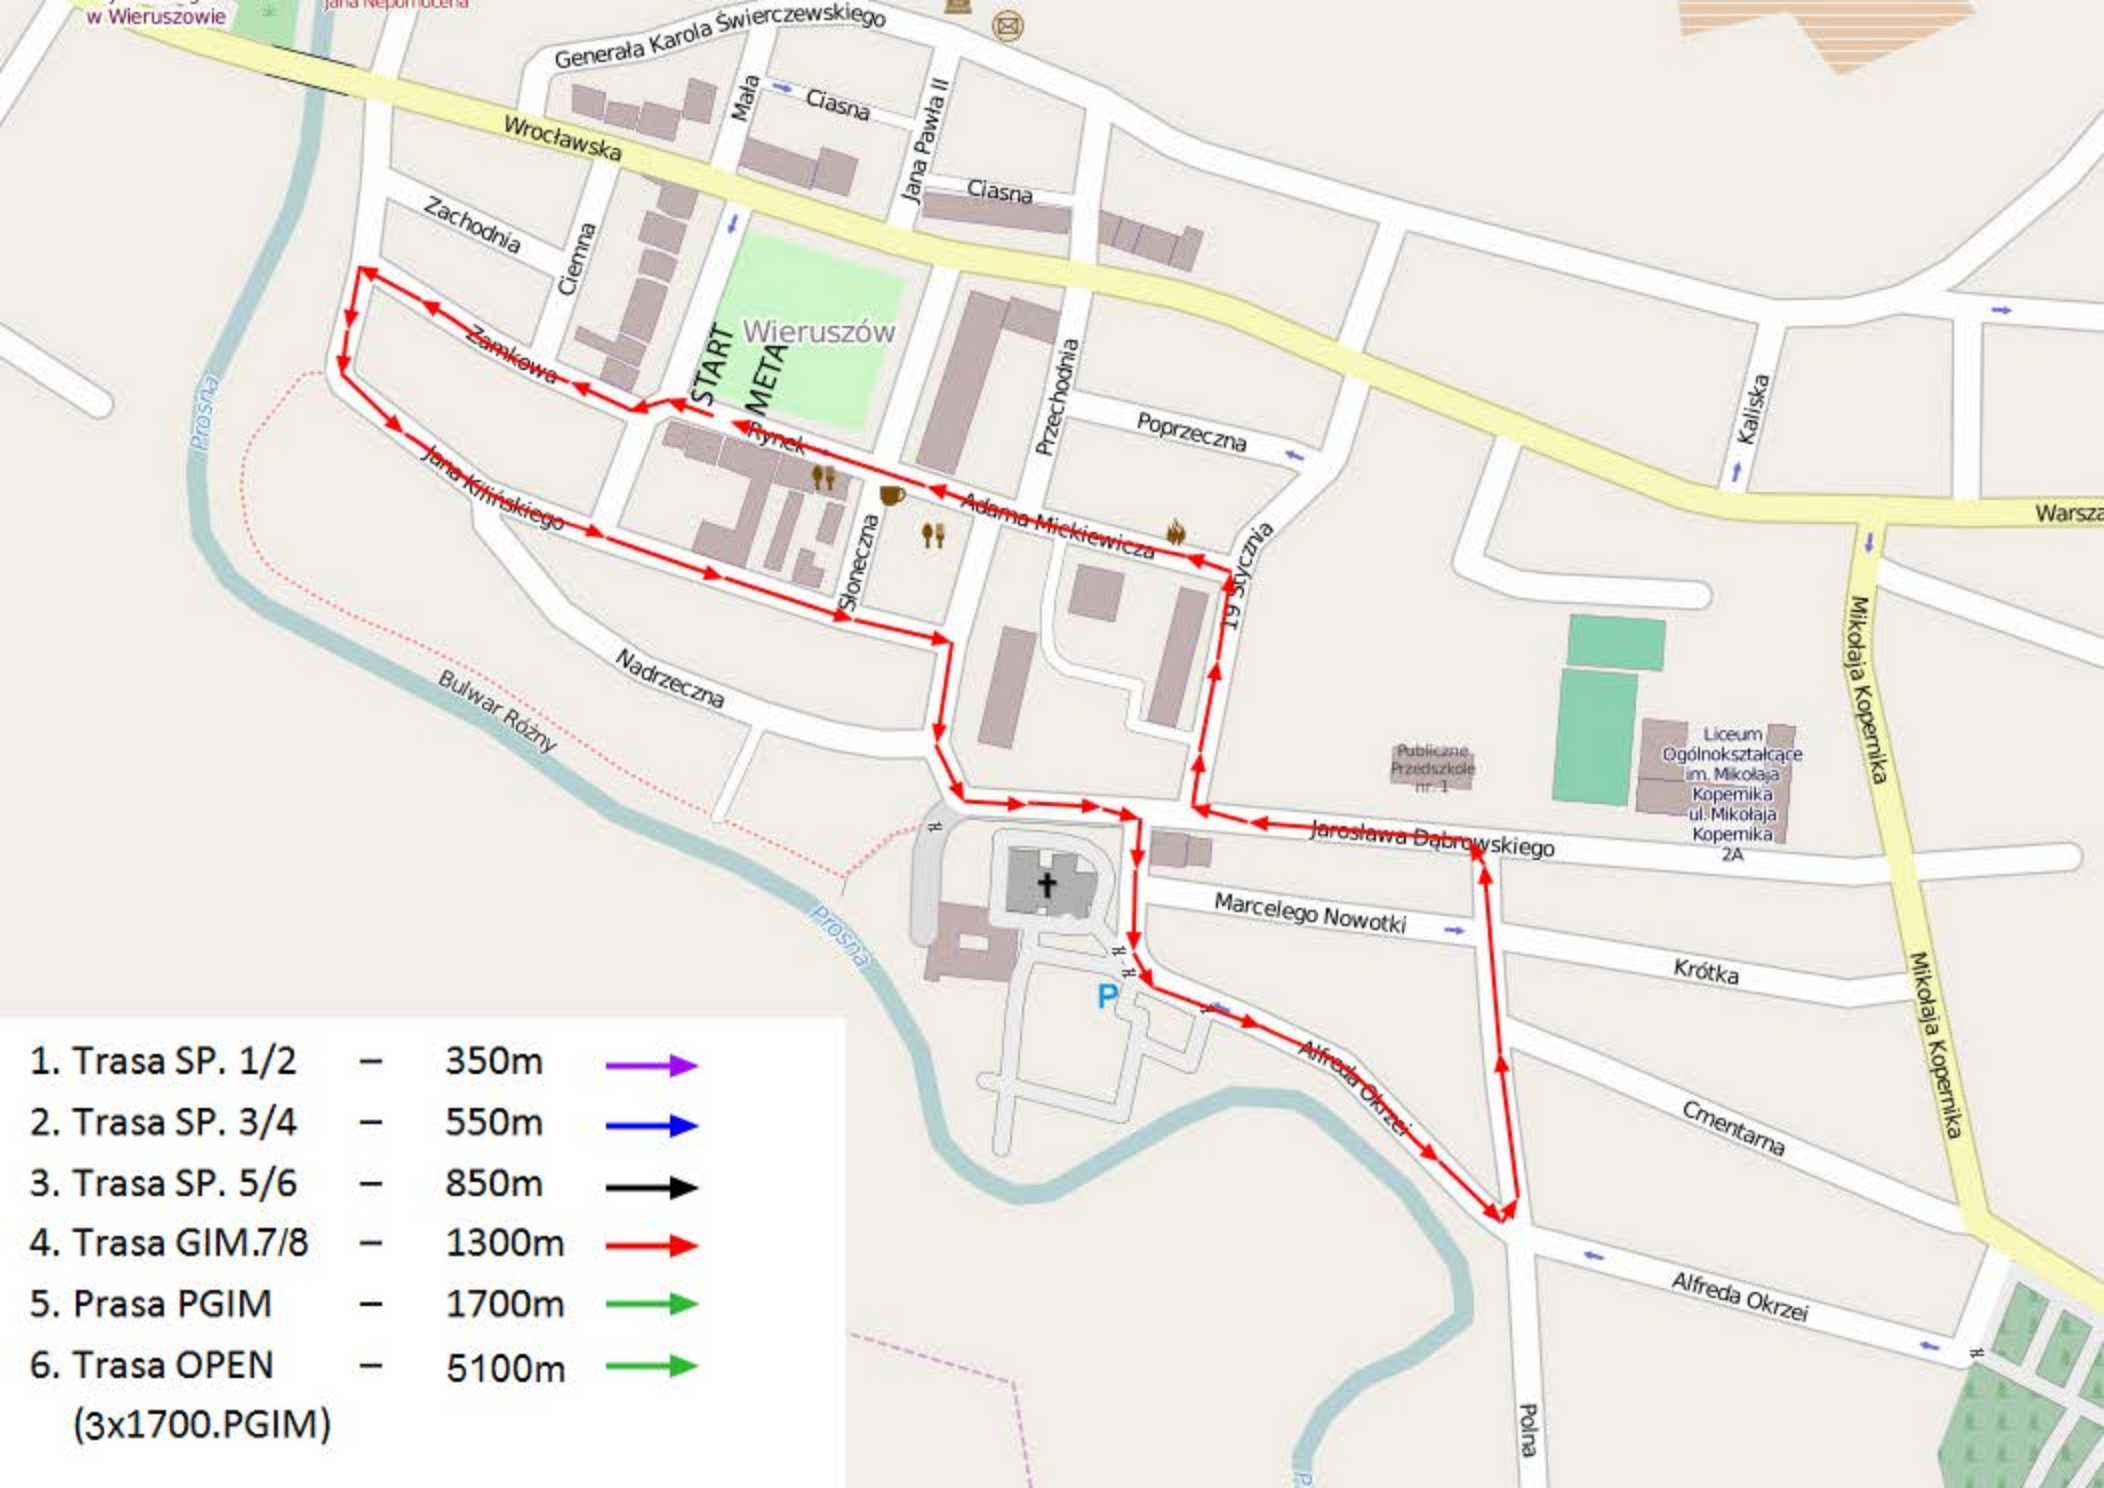 w Wieruszowie
Jana Nepomucena
Generała Karola Świerczewskiego
Mała
Ciasna
Jana Pawła II
Wrocławska
Ciasna
Zachodnia
Ciemna
Wieruszów
START
META
Zamkowa
Rynek
Przechodnia
Poprzeczna
Kaliska
Warsza
Prosna
Jana Kilińskiego
Adama Mickiewicza
Słoneczna
19 Stycznia
Mikołaja Kopernika
Nadrzeczna
Bulwar Różny
Publiczne
Przedszkole
nr. 1
Liceum
Ogólnokształcące
im. Mikołaja
Kopernika
ul. Mikołaja
Kopernika
2A
Jarosława Dąbrowskiego
Marcelego Nowotki
Krótka
Prosna
P
Mikołaja Kopernika
Alfreda Okrzei
Cmentarna
Alfreda Okrzei
Polna
P
1. Trasa SP. 1/2 – 350m
2. Trasa SP. 3/4 – 550m
3. Trasa SP. 5/6 – 850m
4. Trasa GIM.7/8 – 1300m
5. Prasa PGIM – 1700m
6. Trasa OPEN – 5100m
(3x1700.PGIM)